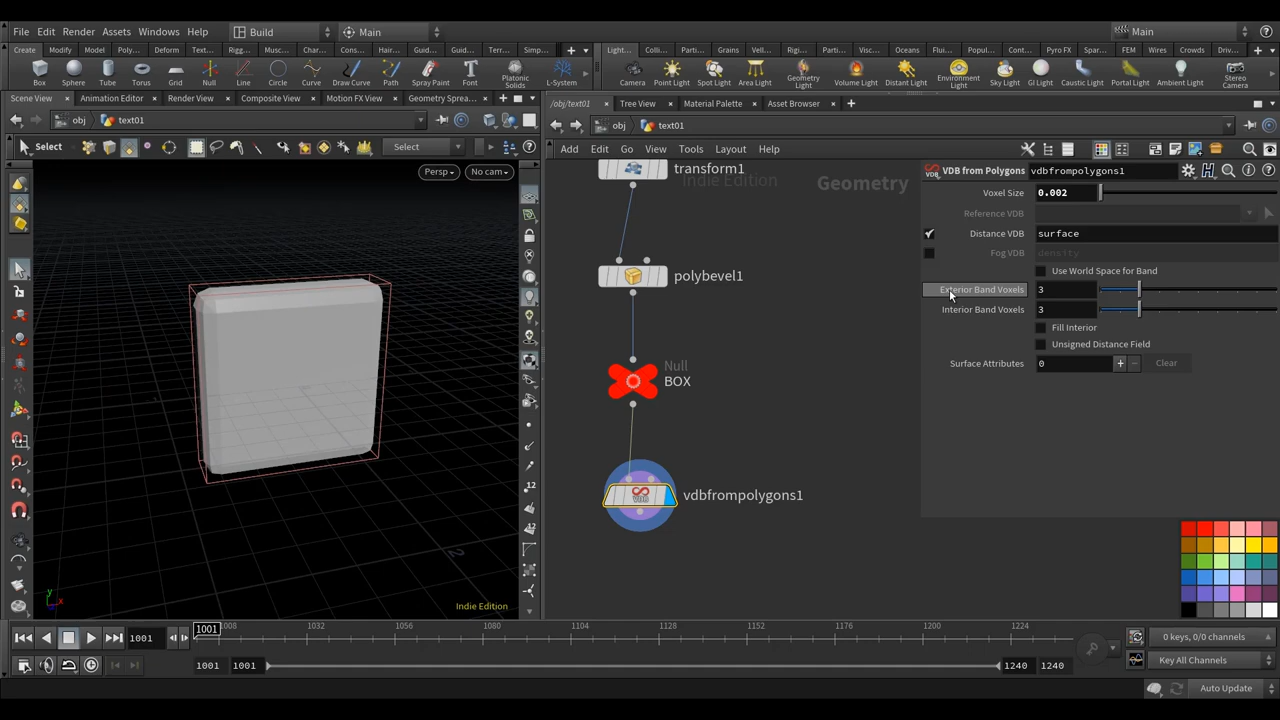 File Edit Render Assets Windows Help Build Main Main
Create Modify Model Poly... Deform Text... Rigg... Musc... Char... Cons... Hair... Guid... Guid... Terr... Simp... Light... Colli... Parti... Grains Vell... Rigi... Parti... Visc... Oceans Flui... Popul... Cont... Pyro FX Spar... FEM Wires Crowds Driv...
Box Sphere Tube Torus Grid Null Line Circle Curve Draw Curve Path Spray Paint Font Platonic Solids L-System Camera Point Light Spot Light Area Light Geometry Light Volume Light Distant Light Environment Light Sky Light GI Light Caustic Light Portal Light Ambient Light Stereo Camera
Scene View Animation Editor Render View Composite View Motion FX View Geometry Sprea... /obj/text01 Tree View Material Palette Asset Browser
obj text01 obj text01
Select Select Add Edit Go View Tools Layout Help
Persp No cam
transform1
Indie Edition
Geometry
polybevel1
Null
BOX
vdbfrompolygons1
VDB from Polygons vdbfrompolygons1
Voxel Size 0.002
Reference VDB
Distance VDB surface
Fog VDB density
Use World Space for Band
Exterior Band Voxels 3
Interior Band Voxels 3
Fill Interior
Unsigned Distance Field
Surface Attributes 0 + − Clear
12
12
2
y
x
Indie Edition
1001 1001 1008 1032 1056 1080 1104 1128 1152 1176 1200 1224 0 keys, 0/0 channels
1001 1001 1240 1240 Key All Channels
Auto Update